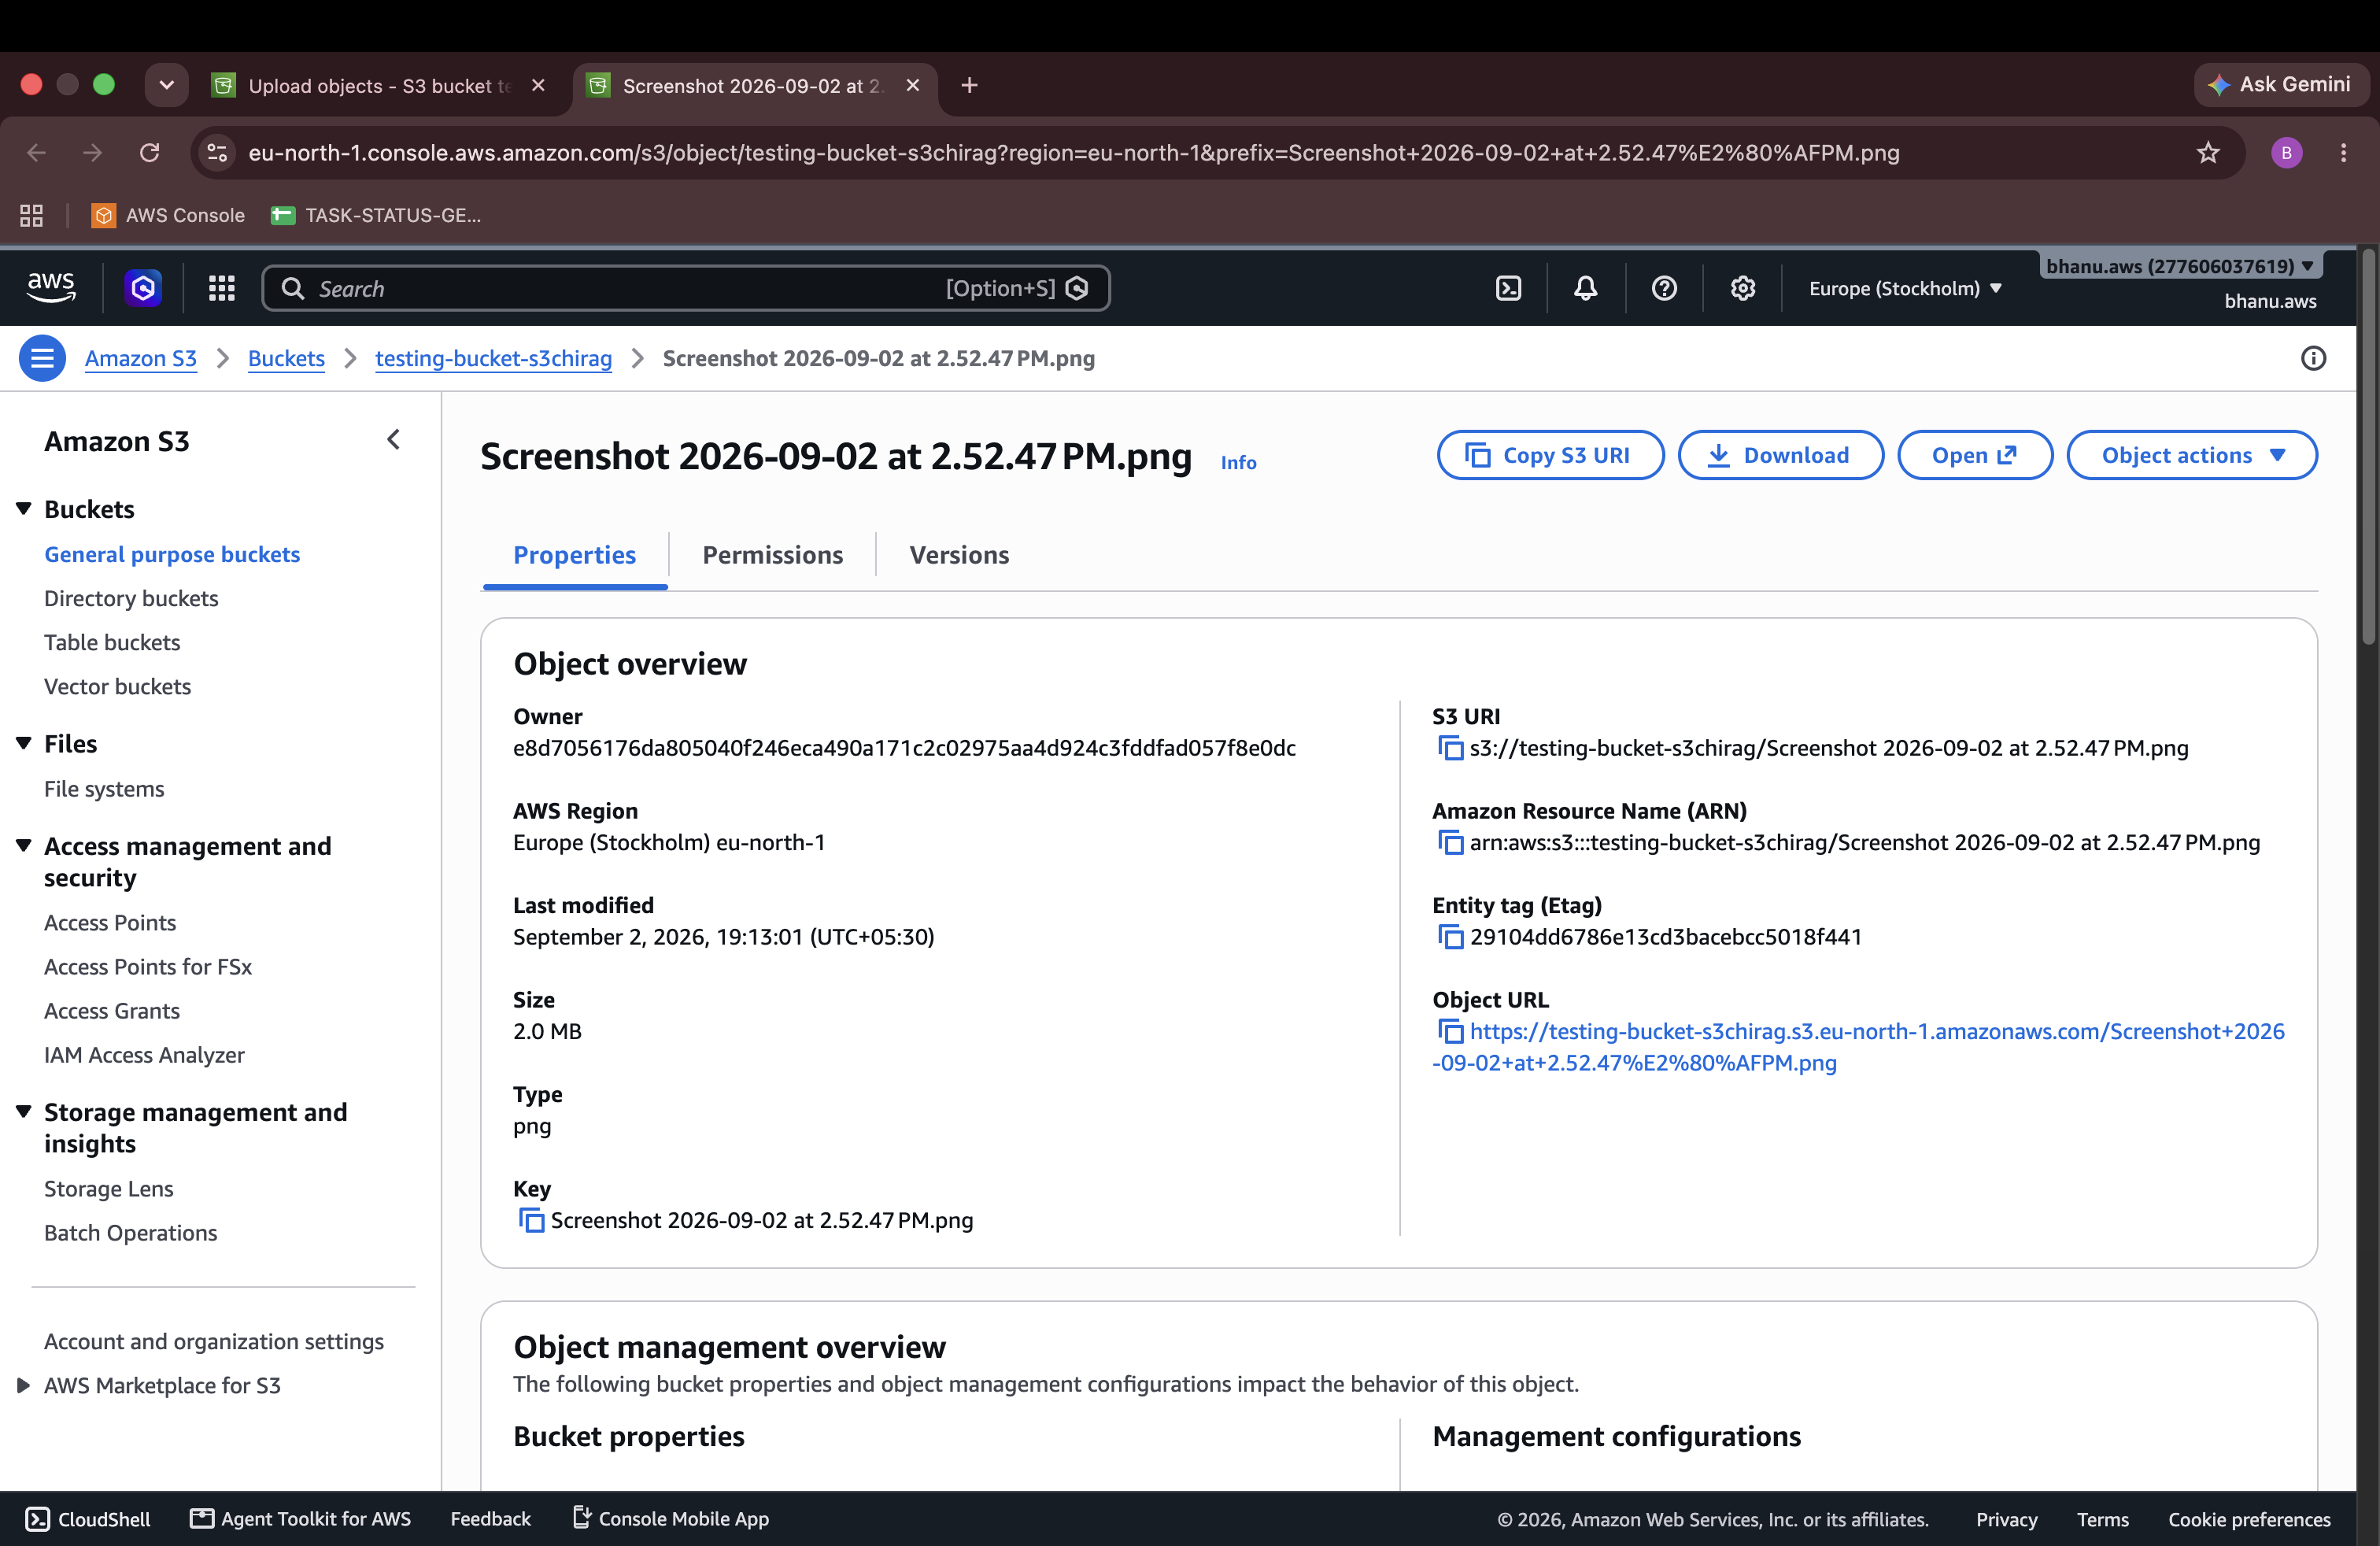 Upload objects - S3 bucket te
Screenshot 2026-09-02 at 2.
Ask Gemini
eu-north-1.console.aws.amazon.com/s3/object/testing-bucket-s3chirag?region=eu-north-1&prefix=Screenshot+2026-09-02+at+2.52.47%E2%80%AFPM.png
B
AWS Console
TASK-STATUS-GE...
aws
Search
[Option+S]
Europe (Stockholm)
bhanu.aws (277606037619)
bhanu.aws
Amazon S3
Buckets
testing-bucket-s3chirag
Screenshot 2026-09-02 at 2.52.47 PM.png
Amazon S3
Buckets
General purpose buckets
Directory buckets
Table buckets
Vector buckets
Files
File systems
Access management and
security
Access Points
Access Points for FSx
Access Grants
IAM Access Analyzer
Storage management and
insights
Storage Lens
Batch Operations
Account and organization settings
AWS Marketplace for S3
Screenshot 2026-09-02 at 2.52.47 PM.png
Info
Copy S3 URI
Download
Open
Object actions
Properties
Permissions
Versions
Object overview
Owner
e8d7056176da805040f246eca490a171c2c02975aa4d924c3fddfad057f8e0dc
AWS Region
Europe (Stockholm) eu-north-1
Last modified
September 2, 2026, 19:13:01 (UTC+05:30)
Size
2.0 MB
Type
png
Key
Screenshot 2026-09-02 at 2.52.47 PM.png
S3 URI
s3://testing-bucket-s3chirag/Screenshot 2026-09-02 at 2.52.47 PM.png
Amazon Resource Name (ARN)
arn:aws:s3:::testing-bucket-s3chirag/Screenshot 2026-09-02 at 2.52.47 PM.png
Entity tag (Etag)
29104dd6786e13cd3bacebcc5018f441
Object URL
https://testing-bucket-s3chirag.s3.eu-north-1.amazonaws.com/Screenshot+2026
-09-02+at+2.52.47%E2%80%AFPM.png
Object management overview
The following bucket properties and object management configurations impact the behavior of this object.
Bucket properties
Management configurations
CloudShell
Agent Toolkit for AWS
Feedback
Console Mobile App
© 2026, Amazon Web Services, Inc. or its affiliates.
Privacy
Terms
Cookie preferences